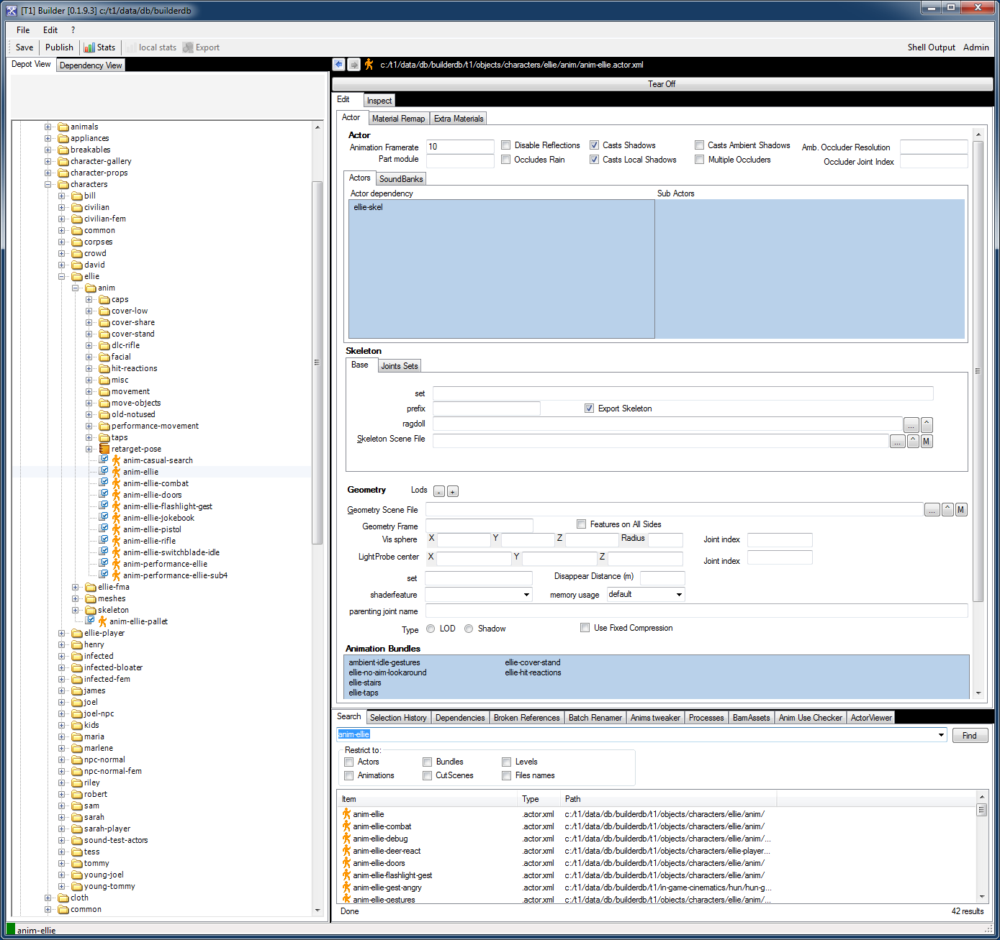 [T1] Builder [0.1.9.3] c:/t1/data/db/builderdb
File Edit ?
Save Publish Stats local stats Export Shell Output Admin
Depot View Dependency View
c:/t1/data/db/builderdb/t1/objects/characters/ellie/anim/anim-ellie.actor.xml
Tear Off
Edit Inspect
Actor Material Remap Extra Materials
animals
appliances
breakables
character-gallery
character-props
characters
bill
civilian
civilian-fem
common
corpses
crowd
david
ellie
anim
caps
cover-low
cover-share
cover-stand
dlc-rifle
facial
hit-reactions
misc
movement
move-objects
old-notused
performance-movement
taps
retarget-pose
anim-casual-search
anim-ellie
anim-ellie-combat
anim-ellie-doors
anim-ellie-flashlight-gest
anim-ellie-jokebook
anim-ellie-pistol
anim-ellie-rifle
anim-ellie-switchblade-idle
anim-performance-ellie
anim-performance-ellie-sub4
ellie-fma
meshes
skeleton
anim-ellie-pallet
ellie-player
henry
infected
infected-bloater
infected-fem
james
joel
joel-npc
kids
maria
marlene
npc-normal
npc-normal-fem
riley
robert
sam
sarah
sarah-player
sound-test-actors
tess
tommy
young-joel
young-tommy
cloth
common
Actor
Animation Framerate 10 Disable Reflections Casts Shadows Casts Ambient Shadows Amb. Occluder Resolution
Part module Occludes Rain Casts Local Shadows Multiple Occluders Occluder Joint Index
Actors SoundBanks
Actor dependency Sub Actors
ellie-skel
Skeleton
Base Joints Sets
set
prefix Export Skeleton
ragdoll ... ^
Skeleton Scene File ... ^ M
Geometry Lods - +
Geometry Scene File ... ^ M
Geometry Frame Features on All Sides
Vis sphere X Y Z Radius Joint index
LightProbe center X Y Z Joint index
set Disappear Distance (m)
shaderfeature memory usage default
parenting joint name
Type LOD Shadow Use Fixed Compression
Animation Bundles
ambient-idle-gestures ellie-cover-stand
ellie-no-aim-lookaround ellie-hit-reactions
ellie-stairs
ellie-taps
Search Selection History Dependencies Broken References Batch Renamer Anims tweaker Processes BamAssets Anim Use Checker ActorViewer
anim-ellie Find
Restrict to:
Actors Bundles Levels
Animations CutScenes Files names
Item Type Path
anim-ellie .actor.xml c:/t1/data/db/builderdb/t1/objects/characters/ellie/anim/
anim-ellie-combat .actor.xml c:/t1/data/db/builderdb/t1/objects/characters/ellie/anim/
anim-ellie-debug .actor.xml c:/t1/data/db/builderdb/t1/objects/characters/ellie/anim/...
anim-ellie-deer-react .actor.xml c:/t1/data/db/builderdb/t1/objects/characters/ellie-player...
anim-ellie-doors .actor.xml c:/t1/data/db/builderdb/t1/objects/characters/ellie/anim/
anim-ellie-flashlight-gest .actor.xml c:/t1/data/db/builderdb/t1/objects/characters/ellie/anim/
anim-ellie-gest-angry .actor.xml c:/t1/data/db/builderdb/t1/in-game-cinematics/hun/hun-g...
anim-ellie-gestures .actor.xml c:/t1/data/db/builderdb/t1/objects/characters/ellie/anim/...
Done 42 results
anim-ellie